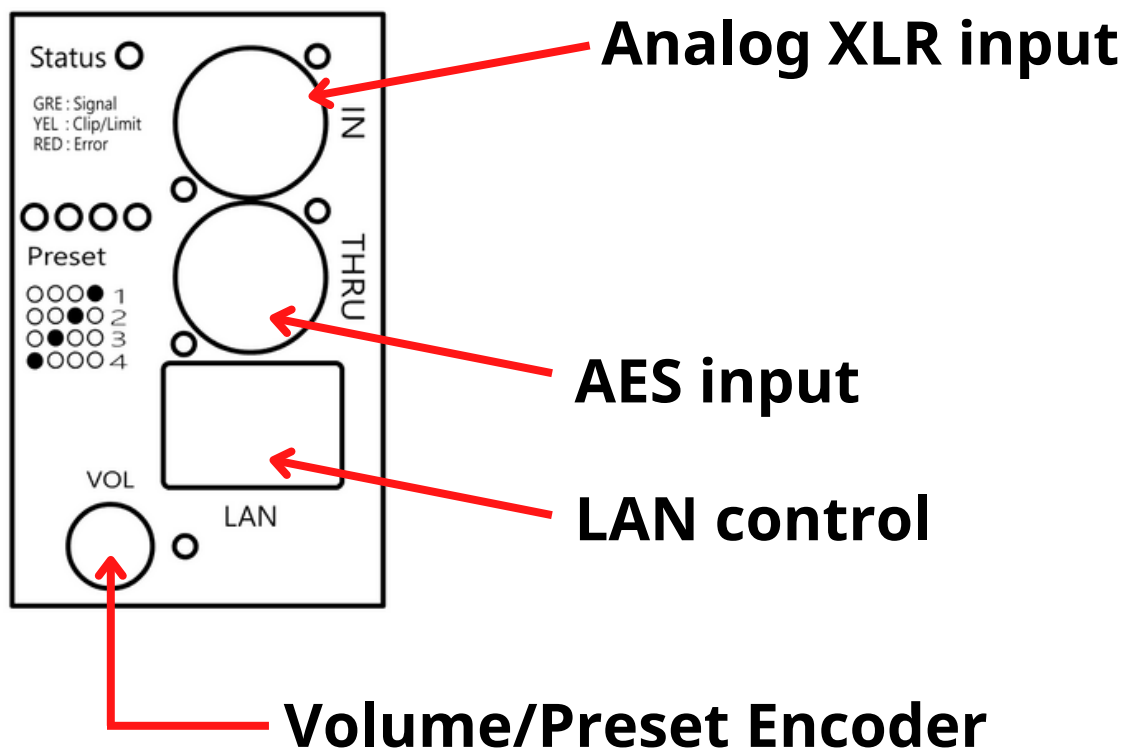 Status
GRE : Signal
YEL : Clip/Limit
RED : Error
IN
Analog XLR input
Preset
1
2
3
4
THRU
AES input
LAN
LAN control
VOL
Volume/Preset Encoder